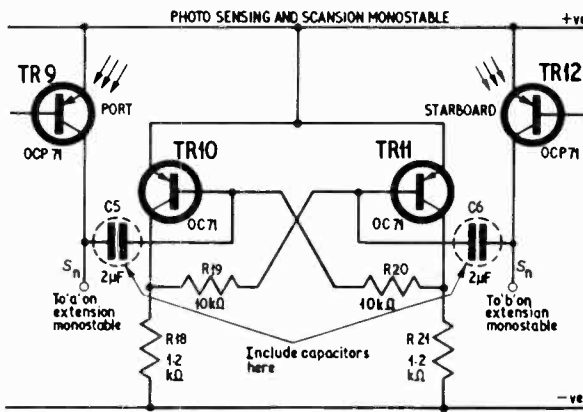 PHOTO SENSING AND SCANSION MONOSTABLE
+ve
TR9
PORT
OCP 71
TR12
STARBOARD
OCP71
TR10
OC 71
TR11
OC71
C5
2μF
C6
2μF
Sn
To 'a' on
extension
monostable
Sn
To 'b' on
extension
monostable
R19
10kΩ
R20
10kΩ
R18
1·2
kΩ
Include capacitors
here
R21
1·2
kΩ
-ve